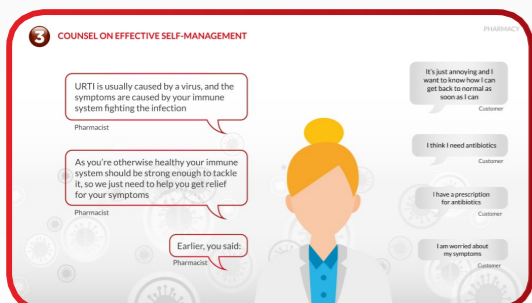 PHARMACY
3 COUNSEL ON EFFECTIVE SELF-MANAGEMENT
URTI is usually caused by a virus, and the
symptoms are caused by your immune
system fighting the infection
Pharmacist
As you're otherwise healthy your immune
system should be strong enough to tackle
it, so we just need to help you get relief
for your symptoms
Pharmacist
Earlier, you said:
Pharmacist
It's just annoying and I
want to know how I can
get back to normal as
soon as I can
Customer
I think I need antibiotics
Customer
I have a prescription
for antibiotics
Customer
I am worried about
my symptoms
Customer